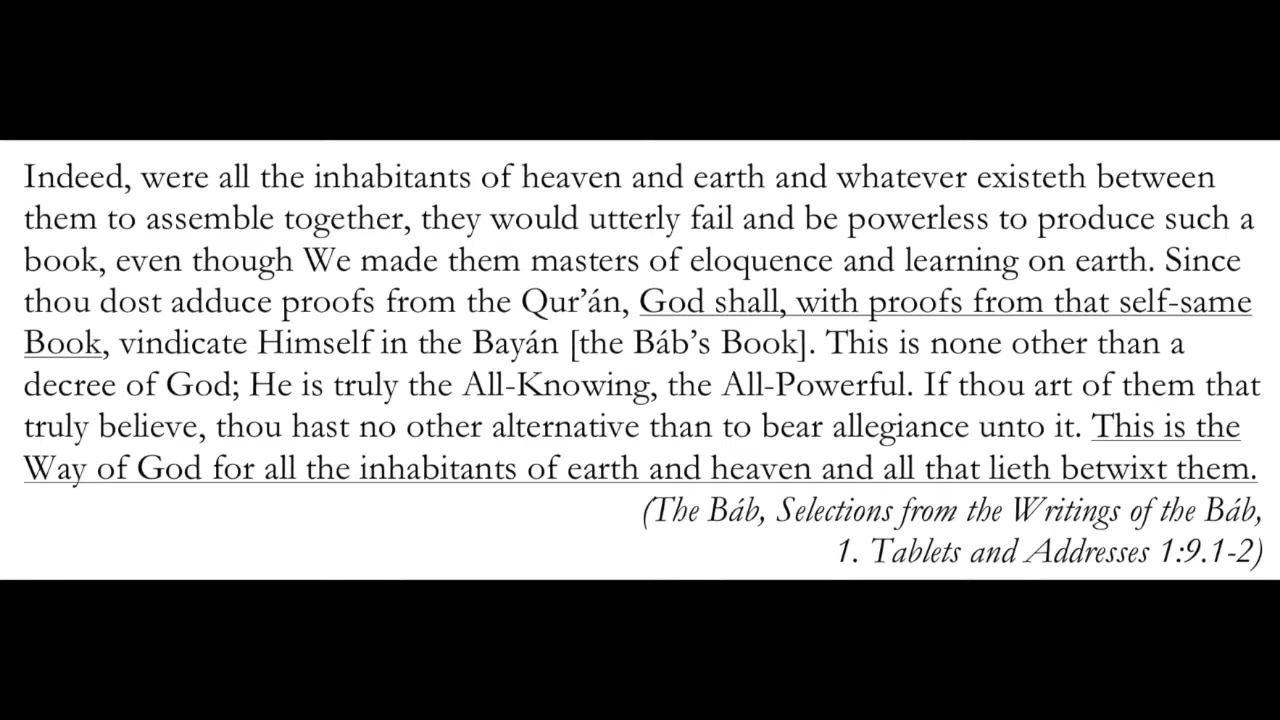 Indeed, were all the inhabitants of heaven and earth and whatever existeth between
them to assemble together, they would utterly fail and be powerless to produce such a
book, even though We made them masters of eloquence and learning on earth. Since
thou dost adduce proofs from the Qur’án, God shall, with proofs from that self-same
Book, vindicate Himself in the Bayán [the Báb’s Book]. This is none other than a
decree of God; He is truly the All-Knowing, the All-Powerful. If thou art of them that
truly believe, thou hast no other alternative than to bear allegiance unto it. This is the
Way of God for all the inhabitants of earth and heaven and all that lieth betwixt them.
(The Báb, Selections from the Writings of the Báb,
1. Tablets and Addresses 1:9.1-2)